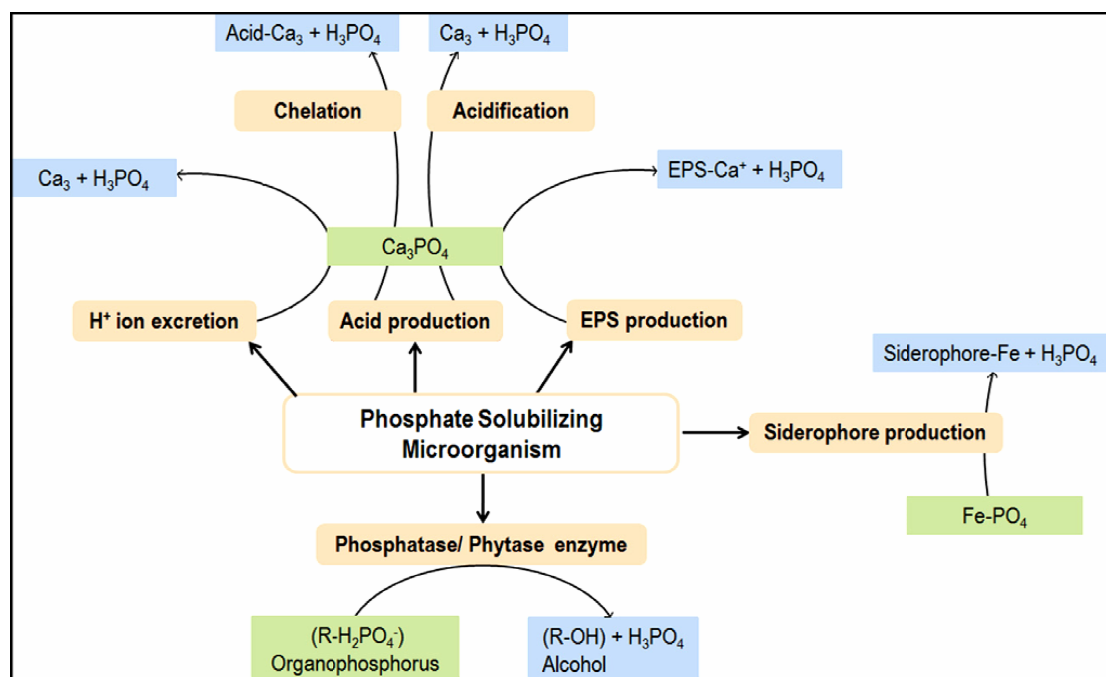 Acid-Ca₃ + H₃PO₄
Ca₃ + H₃PO₄
Chelation
Acidification
Ca₃ + H₃PO₄
EPS-Ca⁺ + H₃PO₄
Ca₃PO₄
H⁺ ion excretion
Acid production
EPS production
Siderophore-Fe + H₃PO₄
Phosphate Solubilizing
Microorganism
Siderophore production
Fe-PO₄
Phosphatase/ Phytase enzyme
(R-H₂PO₄⁻)
Organophosphorus
(R-OH) + H₃PO₄
Alcohol